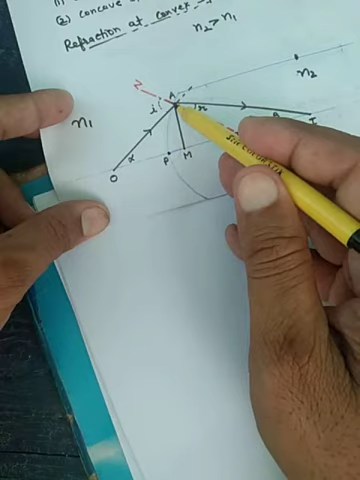 (2) concave
Refraction at convex
n₂ > n₁
N
A
i
r
n₂
n₁
I
α
O
P
M